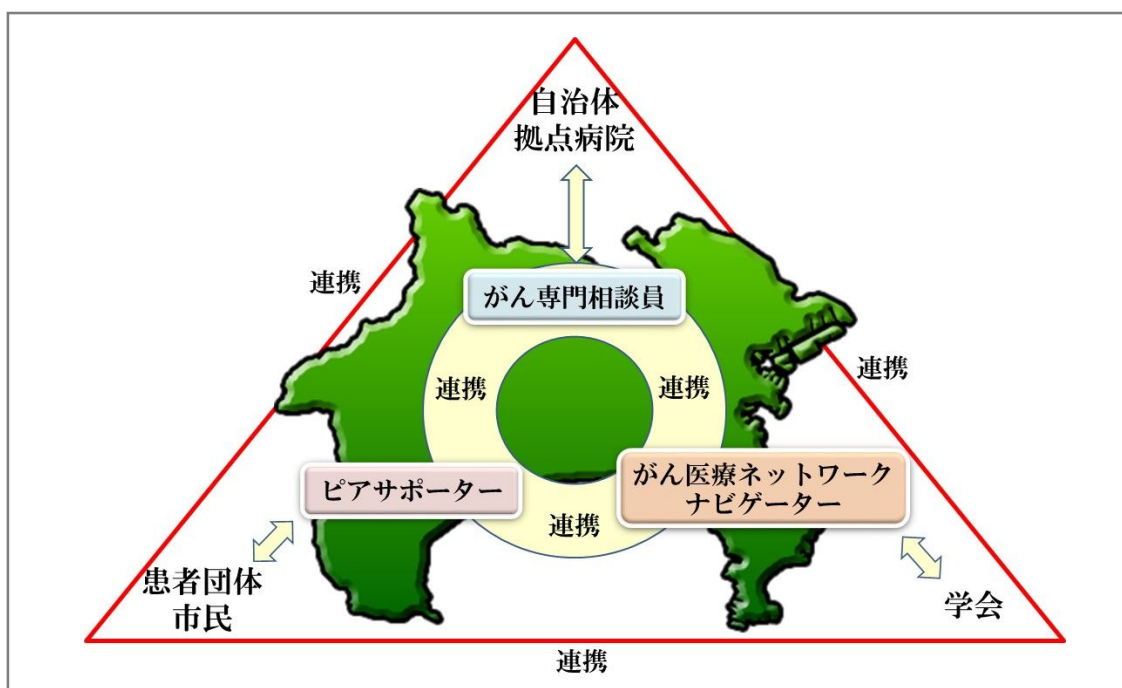 自治体
拠点病院
連携
がん専門相談員
連携
連携
連携
ピアサポーター
がん医療ネットワーク
ナビゲーター
連携
患者団体
市民
学会
連携